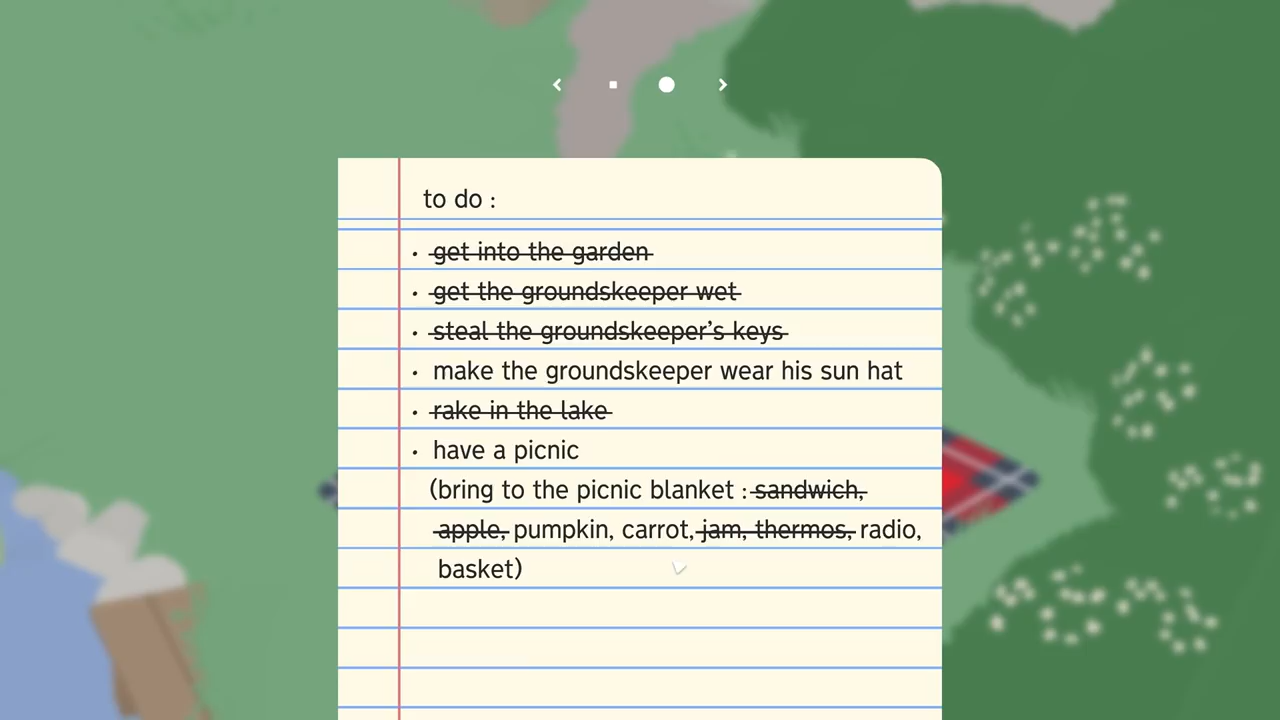 to do :
• get into the garden
• get the groundskeeper wet
• steal the groundskeeper’s keys
• make the groundskeeper wear his sun hat
• rake in the lake
• have a picnic
(bring to the picnic blanket : sandwich,
apple, pumpkin, carrot, jam, thermos, radio,
basket)